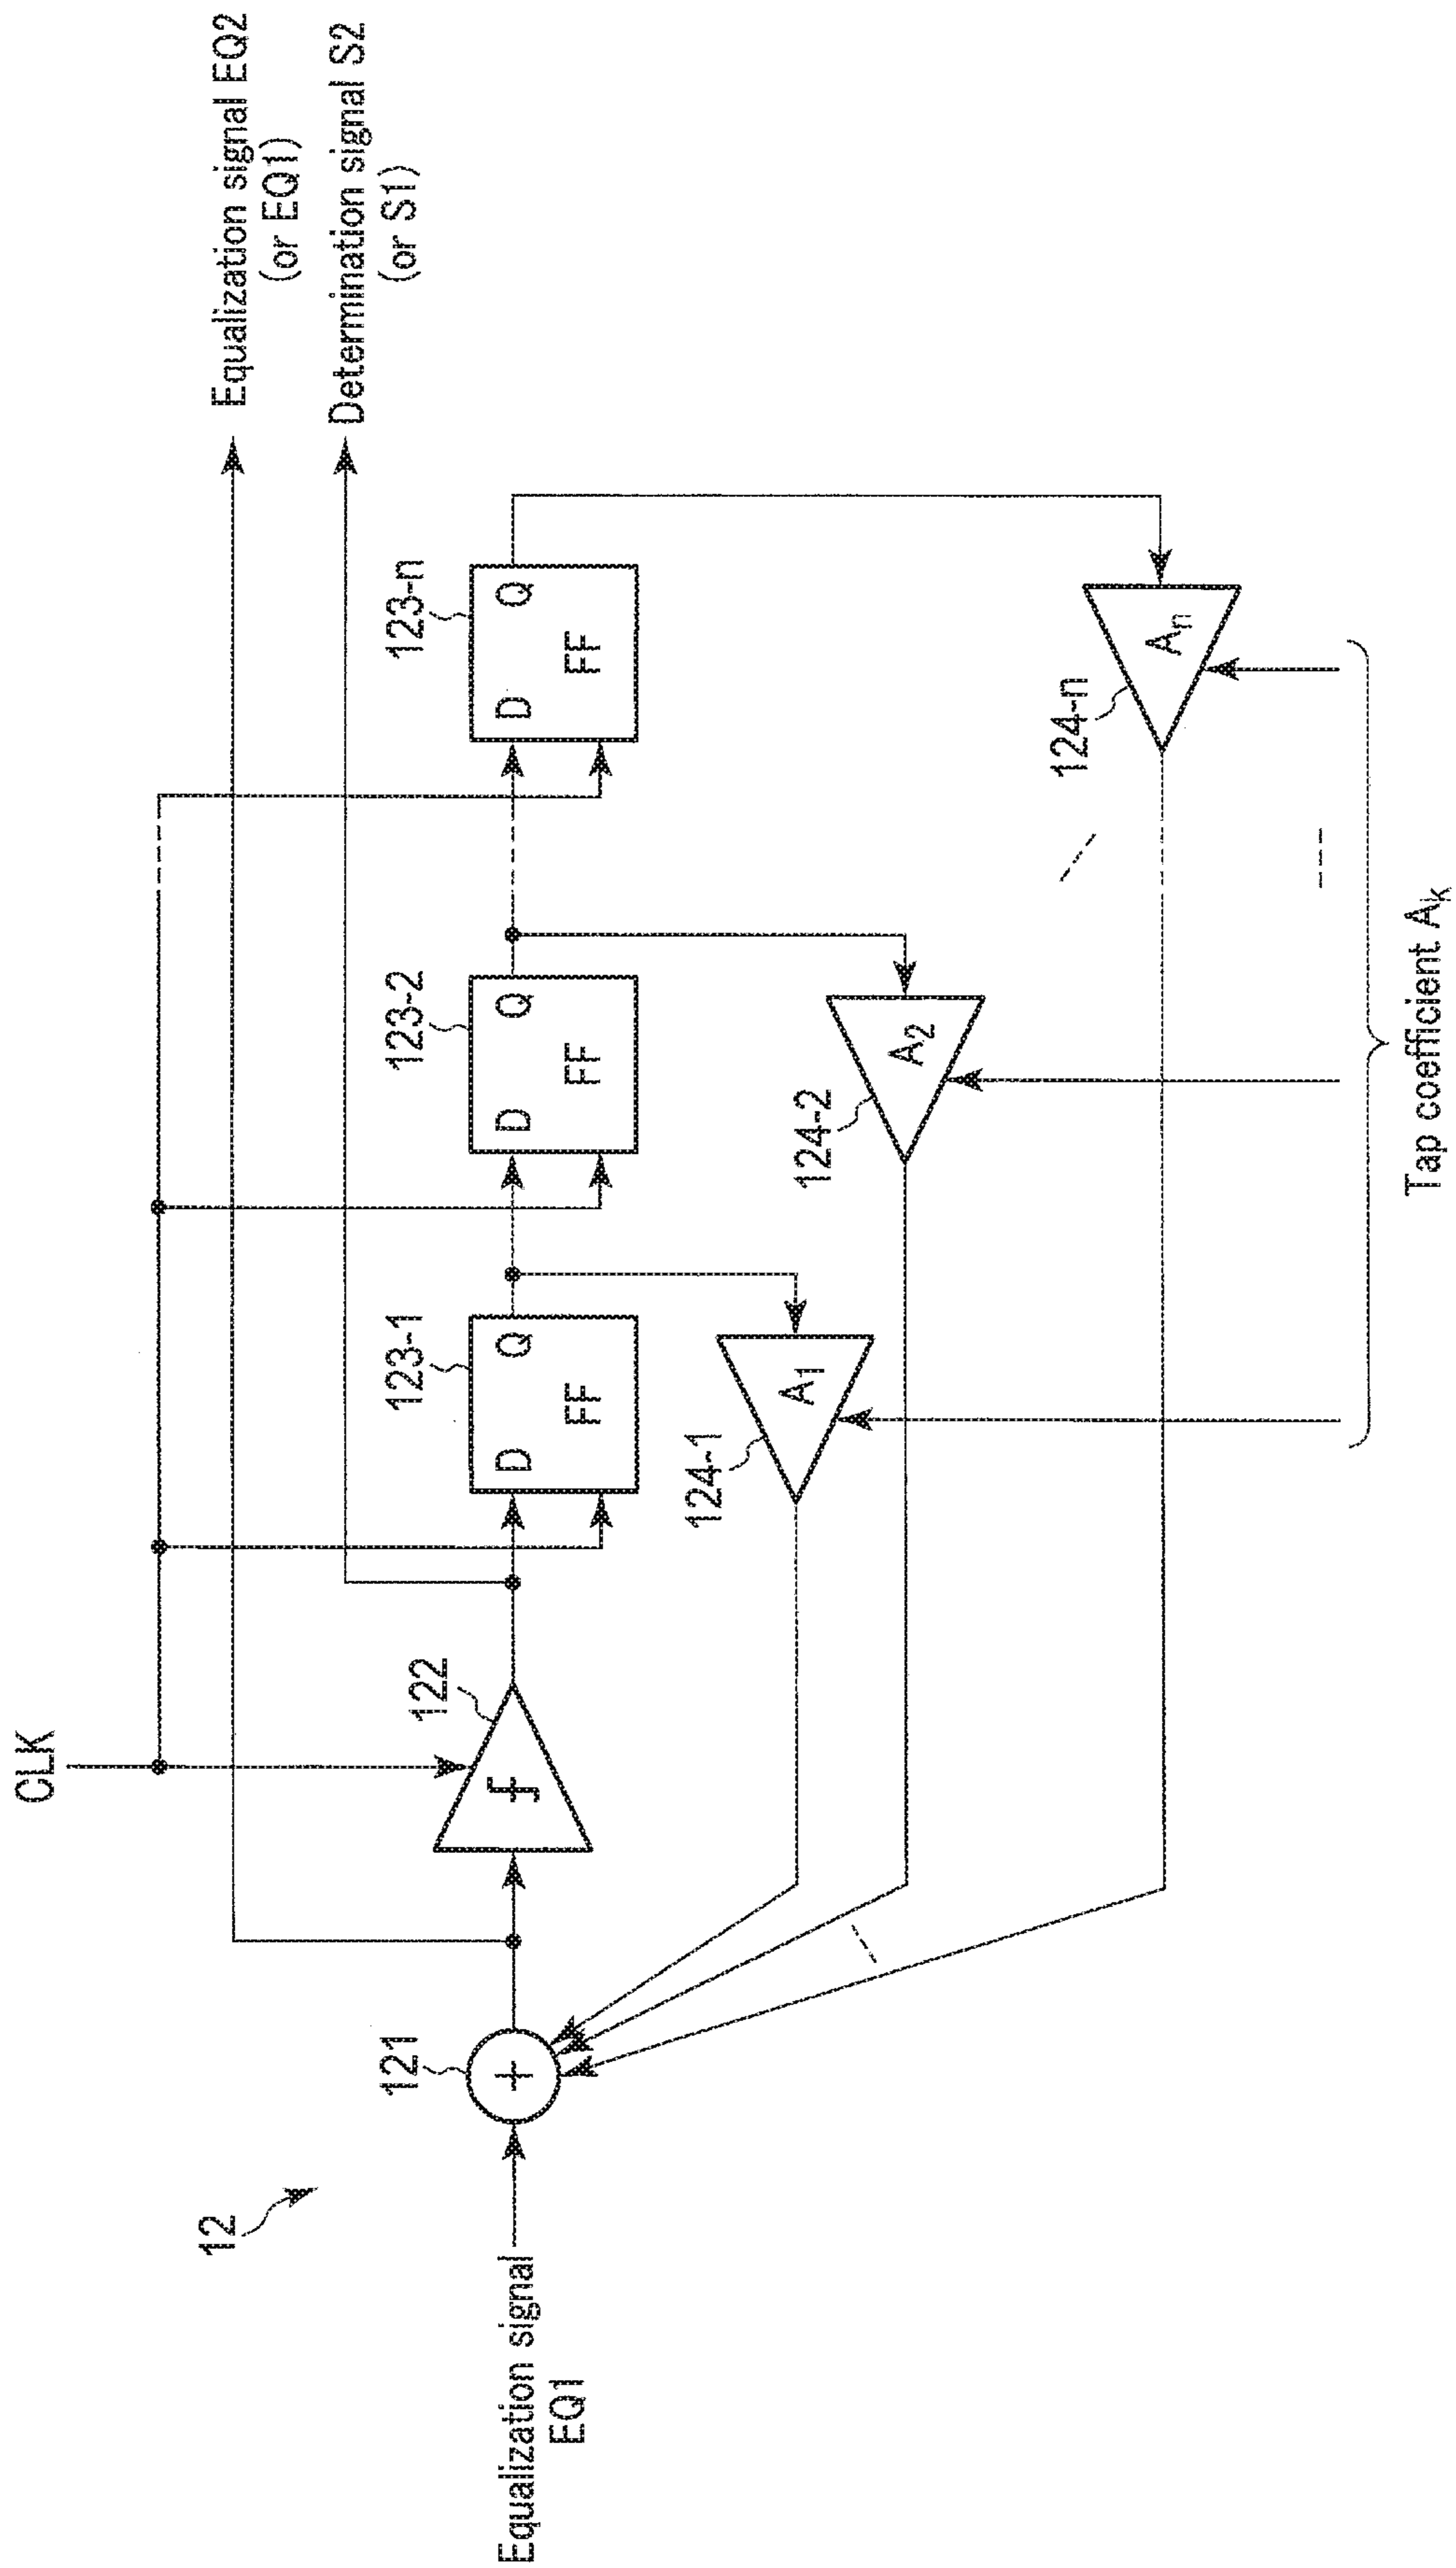 CLK
Equalization signal EQ2
(or EQ1)
Determination signal S2
(or S1)
12
Equalization signal
EQ1
121
+
122
f
123-1
D Q
FF
123-2
D Q
FF
123-n
D Q
FF
124-1
A1
124-2
A2
124-n
An
Tap coefficient Ak